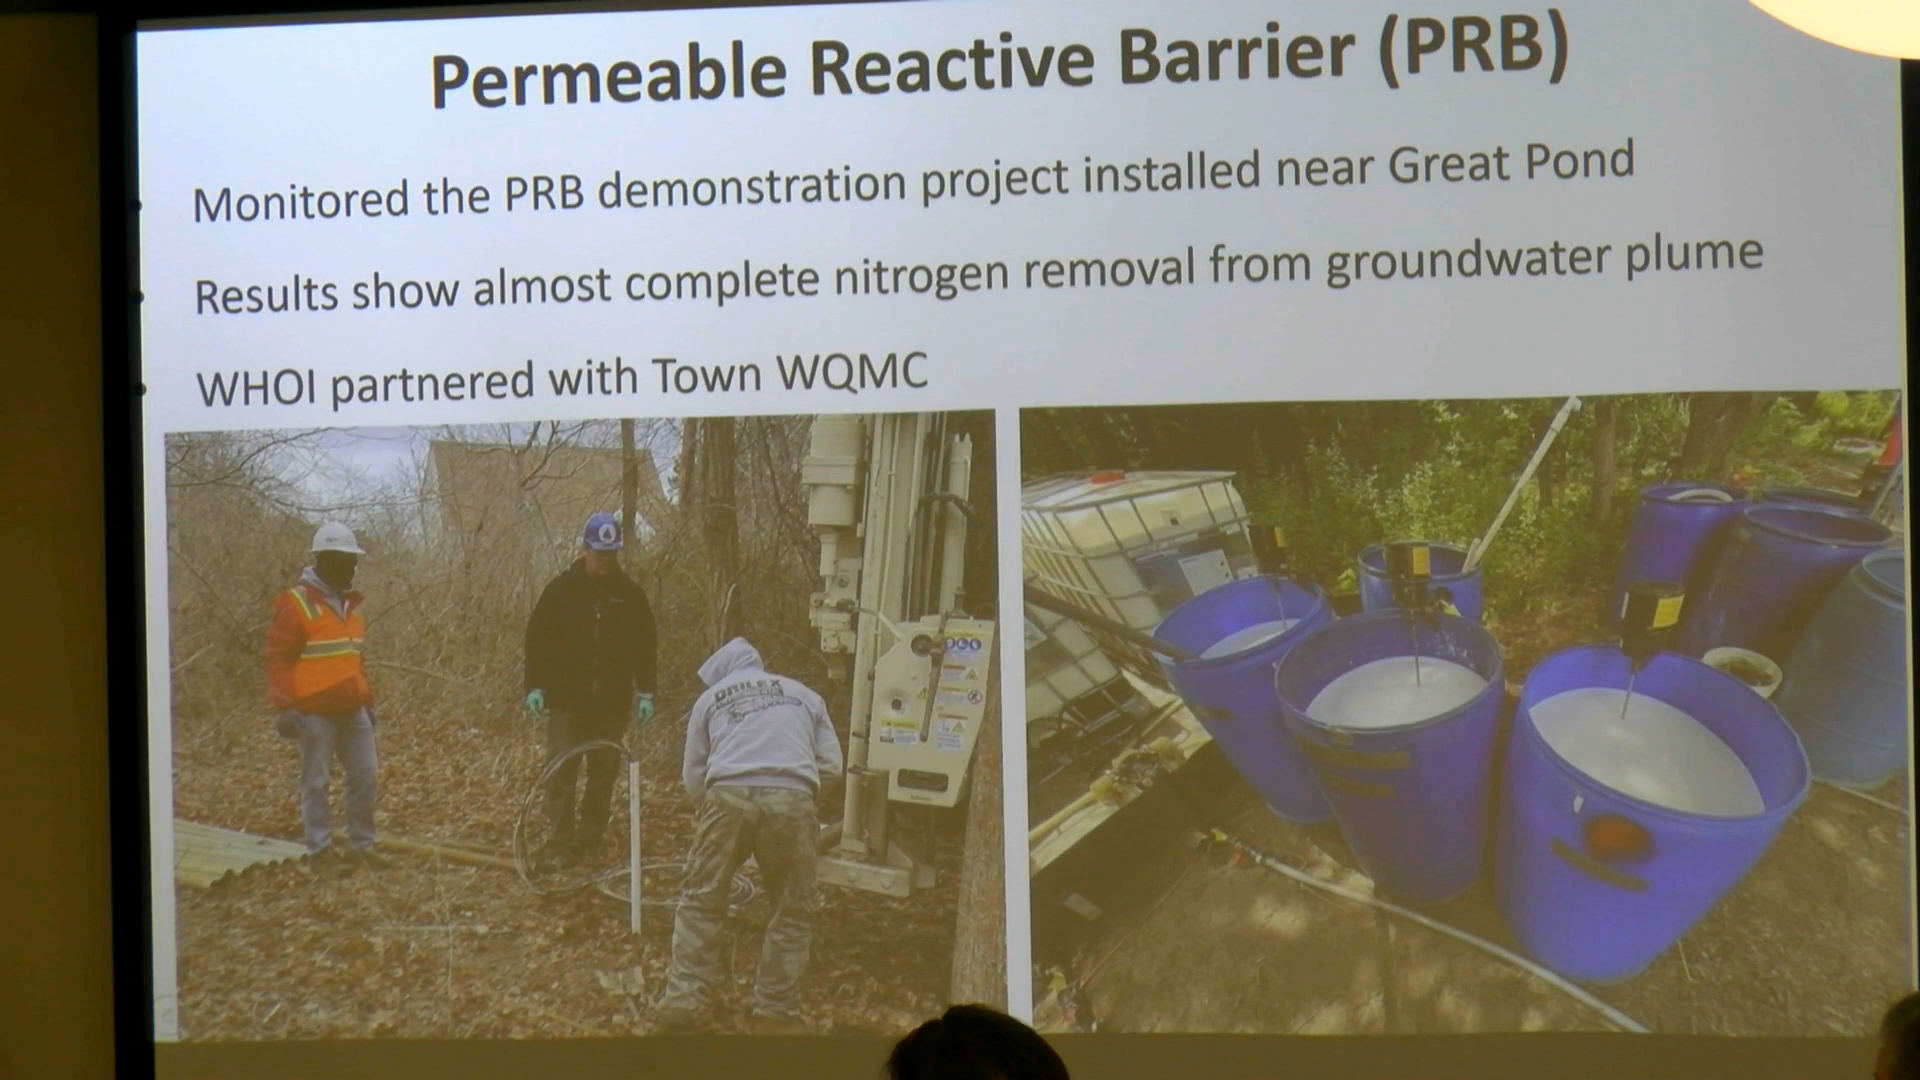 Permeable Reactive Barrier (PRB)
Monitored the PRB demonstration project installed near Great Pond
Results show almost complete nitrogen removal from groundwater plume
WHOI partnered with Town WQMC
DRILEX